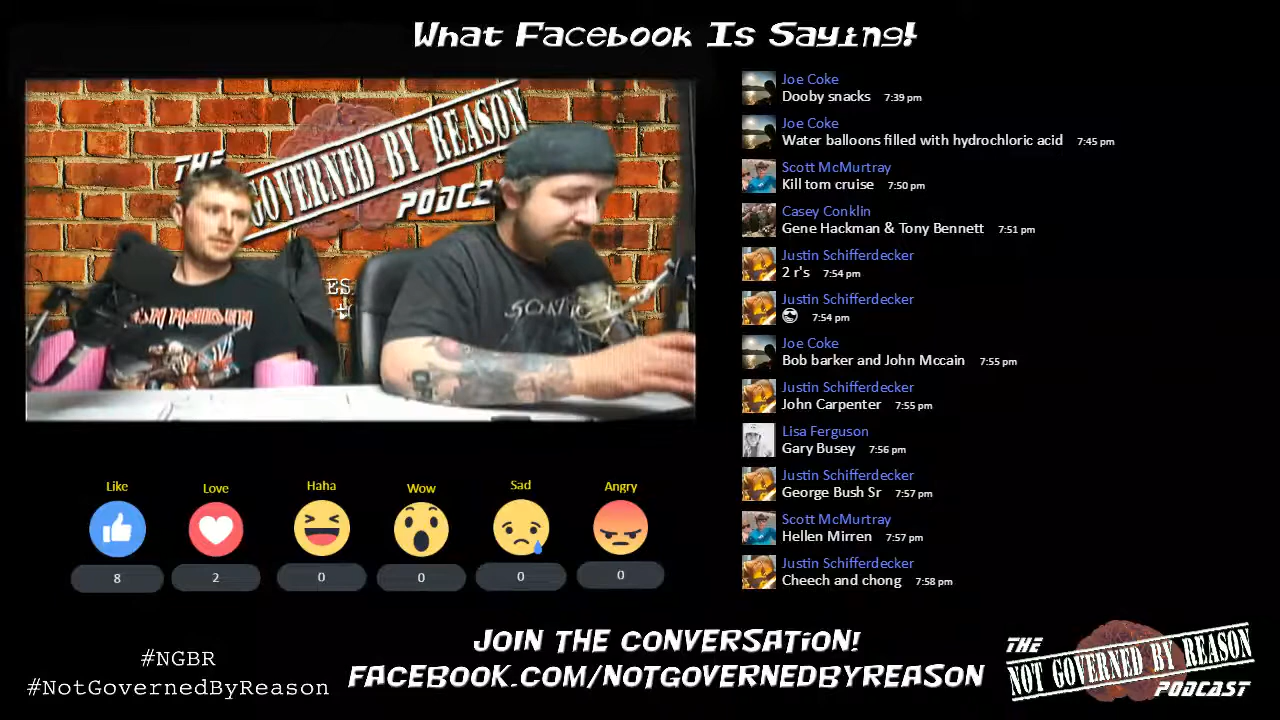 What Facebook Is Saying!
THE
GOVERNED BY REASON
PODC
Joe Coke
Dooby snacks 7:39 pm
Joe Coke
Water balloons filled with hydrochloric acid 7:45 pm
Scott McMurtray
Kill tom cruise 7:50 pm
Casey Conklin
Gene Hackman & Tony Bennett 7:51 pm
Justin Schifferdecker
2 r's 7:54 pm
Justin Schifferdecker
😎 7:54 pm
Joe Coke
Bob barker and John Mccain 7:55 pm
Justin Schifferdecker
John Carpenter 7:55 pm
Lisa Ferguson
Gary Busey 7:56 pm
Justin Schifferdecker
George Bush Sr 7:57 pm
Scott McMurtray
Hellen Mirren 7:57 pm
Justin Schifferdecker
Cheech and chong 7:58 pm
Like Love Haha Wow Sad Angry
8 2 0 0 0 0
#NGBR
#NotGovernedByReason
JOIN THE CONVERSATION!
FACEBOOK.COM/NOTGOVERNEDBYREASON
THE
NOT GOVERNED BY REASON
PODCAST